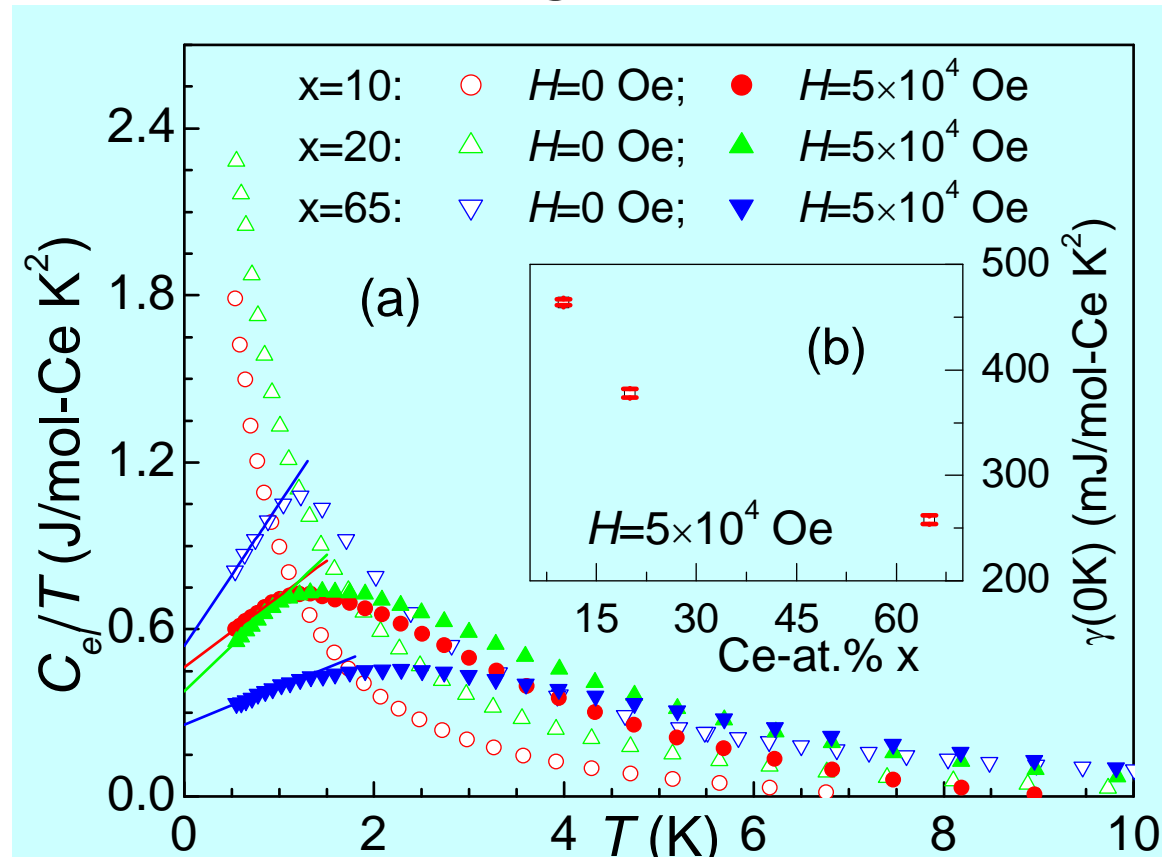 x=10: H=0 Oe; H=5×10⁴ Oe
x=20: H=0 Oe; H=5×10⁴ Oe
x=65: H=0 Oe; H=5×10⁴ Oe
C_el/T (J/mol-Ce K²)
2.4
1.8
1.2
0.6
0.0
0 2 4 6 8 10
T (K)
(a)
(b)
H=5×10⁴ Oe
15 30 45 60
Ce-at.% x
500
400
300
200
γ(0K) (mJ/mol-Ce K²)